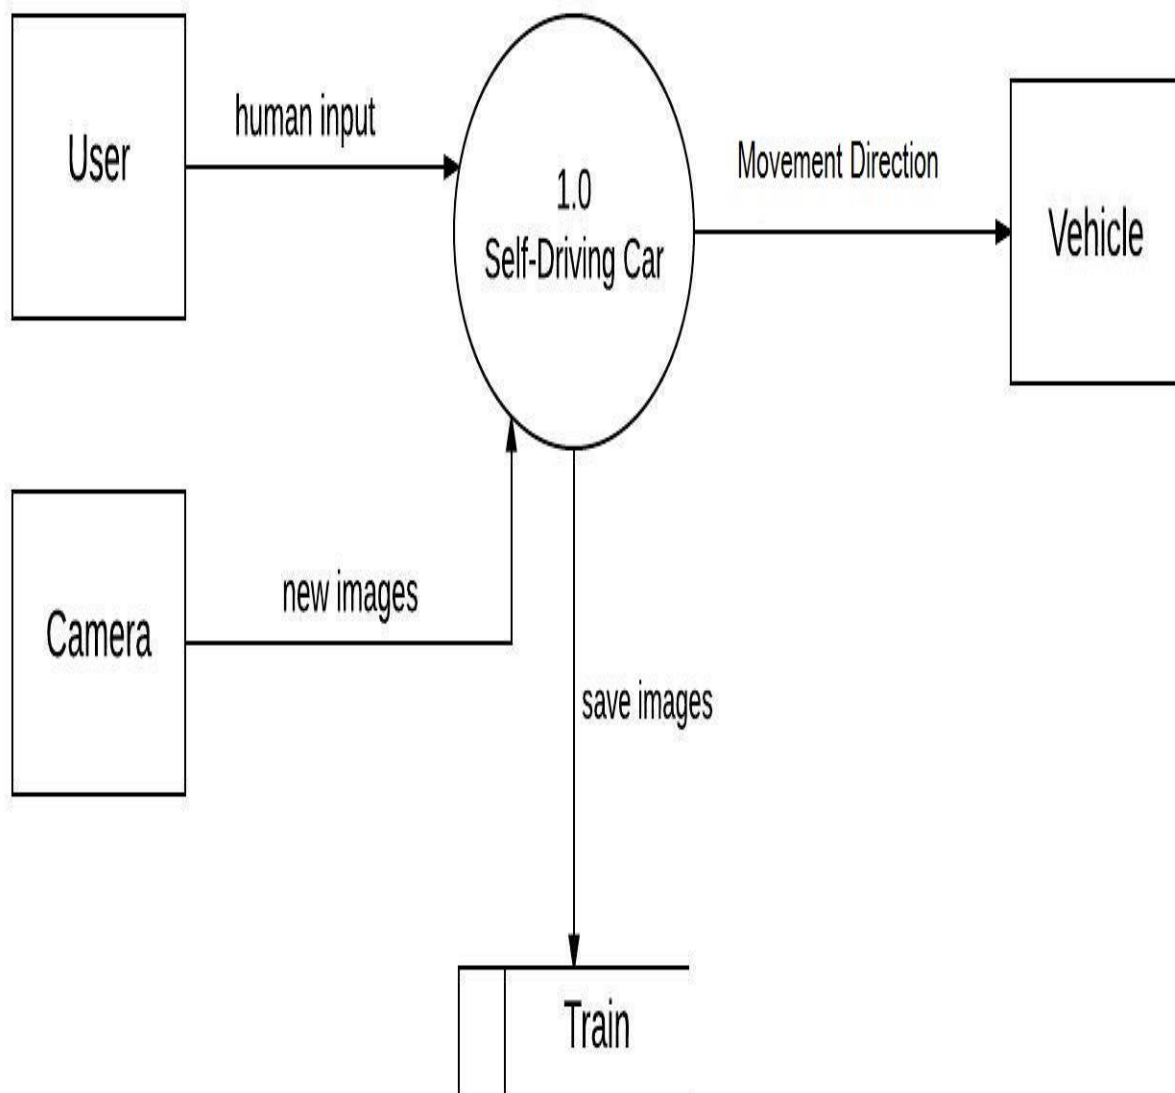 User
human input
1.0
Self-Driving Car
Movement Direction
Vehicle
Camera
new images
save images
Train